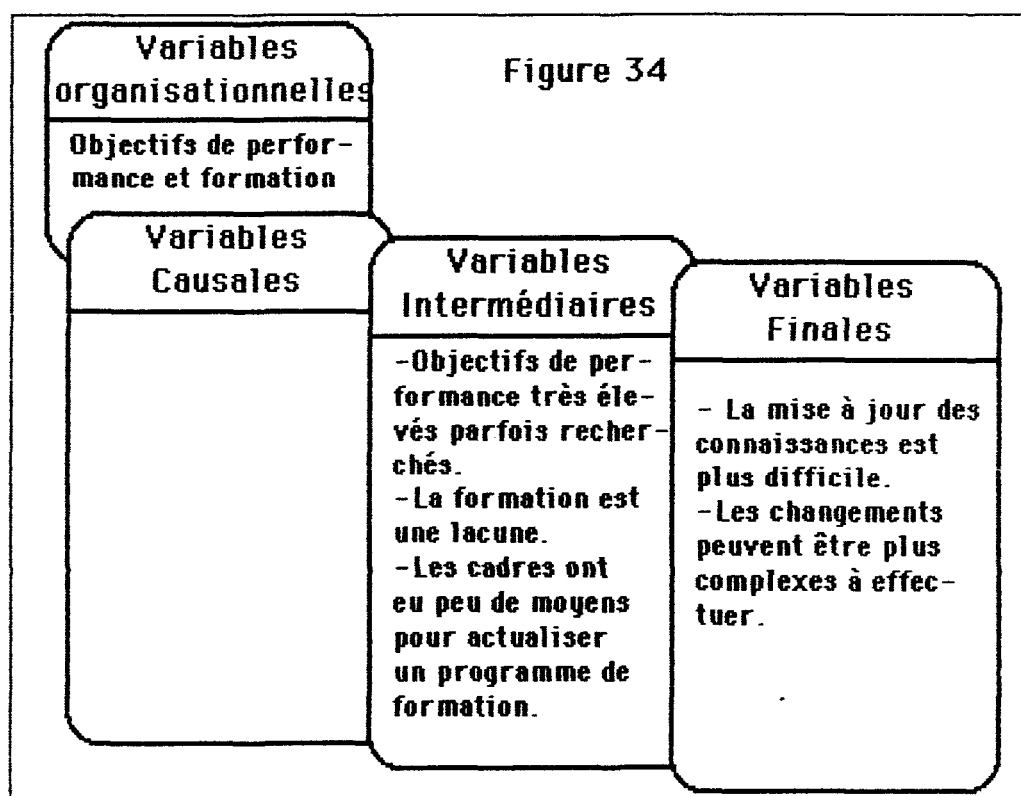 Figure 34
Variables
organisationnelles
Objectifs de perfor-
mance et formation
Variables
Causales
Variables
Intermédiaires
-Objectifs de per-
formance très éle-
vés parfois recher-
chés.
-La formation est
une lacune.
-Les cadres ont
eu peu de moyens
pour actualiser
un programme de
formation.
Variables
Finales
- La mise à jour des
connaissances est
plus difficile.
-Les changements
peuvent être plus
complexes à effec-
tuer.